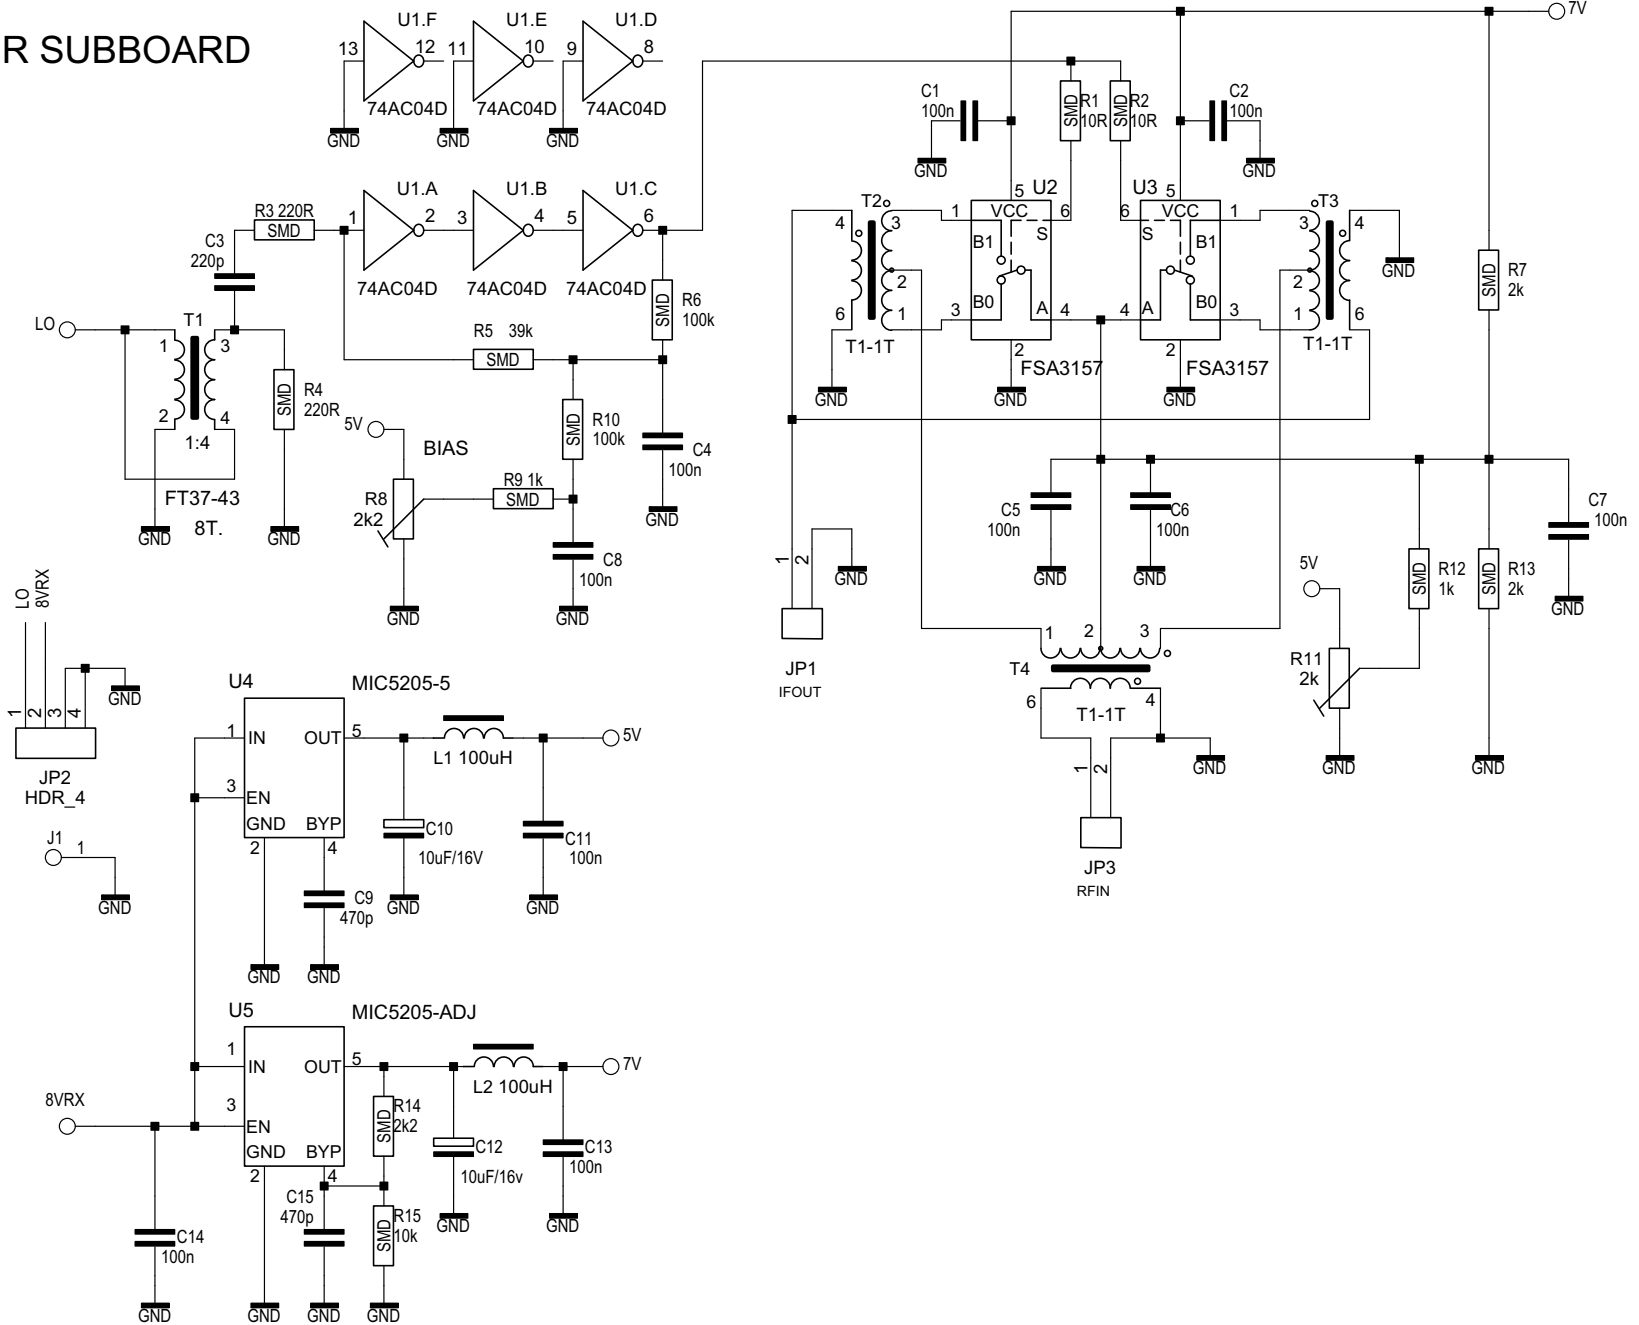 R SUBBOARD
U1.F
U1.E
U1.D
13
12
11
10
9
8
74AC04D
74AC04D
74AC04D
GND
GND
GND
7V
C1
100n
GND
SMD
R1
10R
SMD
R2
10R
C2
100n
GND
U1.A
U1.B
U1.C
R3 220R
SMD
1
2
3
4
5
6
74AC04D
74AC04D
74AC04D
C3
220p
SMD
R6
100k
R5 39k
SMD
LO
T1
1
3
2
4
1:4
FT37-43
8T.
GND
SMD
R4
220R
GND
5V
BIAS
R8
2k2
GND
R9 1k
SMD
SMD
R10
100k
C4
100n
GND
C8
100n
GND
T2
4
3
2
6
1
T1-1T
GND
U2
5
VCC
1
6
S
B1
B0
A
3
4
2
FSA3157
GND
U3
5
VCC
6
1
S
B1
A
B0
4
3
2
FSA3157
GND
T3
3
4
2
1
6
T1-1T
GND
SMD
R7
2k
C5
100n
GND
C6
100n
GND
C7
100n
GND
5V
R11
2k
GND
SMD
R12
1k
SMD
R13
2k
GND
1
2
GND
JP1
IFOUT
1
2
3
T4
6
4
T1-1T
GND
1
2
JP3
RFIN
LO
8VRX
1
2
3
4
GND
JP2
HDR_4
J1
1
GND
U4
MIC5205-5
1
IN
OUT
5
3
EN
GND
BYP
2
4
L1 100uH
5V
C10
10uF/16V
GND
C11
100n
GND
C9
470p
GND
GND
U5
MIC5205-ADJ
1
IN
OUT
5
3
EN
GND
BYP
2
4
L2 100uH
7V
8VRX
SMD
R14
2k2
C12
10uF/16v
GND
C13
100n
GND
C15
470p
SMD
R15
10k
C14
100n
GND
GND
GND
GND